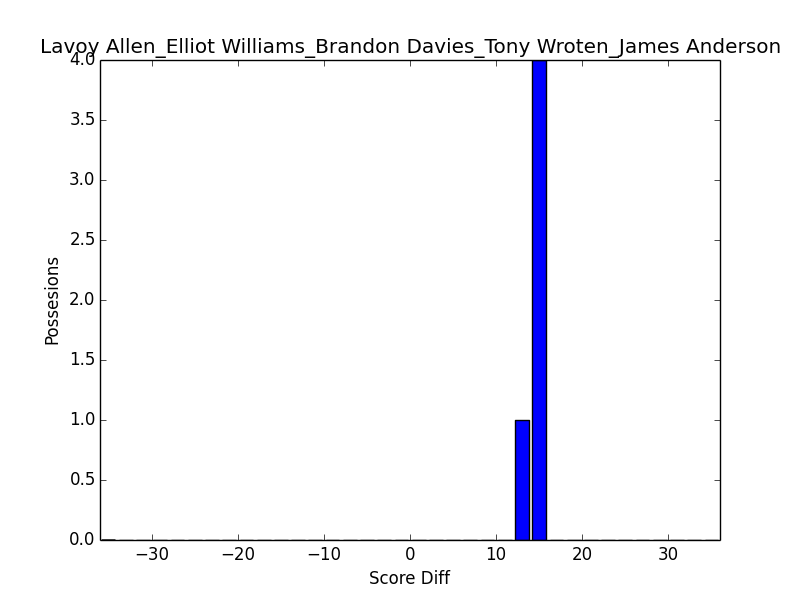 Lavoy Allen_Elliot Williams_Brandon Davies_Tony Wroten_James Anderson
4.0
3.5
3.0
2.5
2.0
1.5
1.0
0.5
0.0
Possesions
−30 −20 −10 0 10 20 30
Score Diff